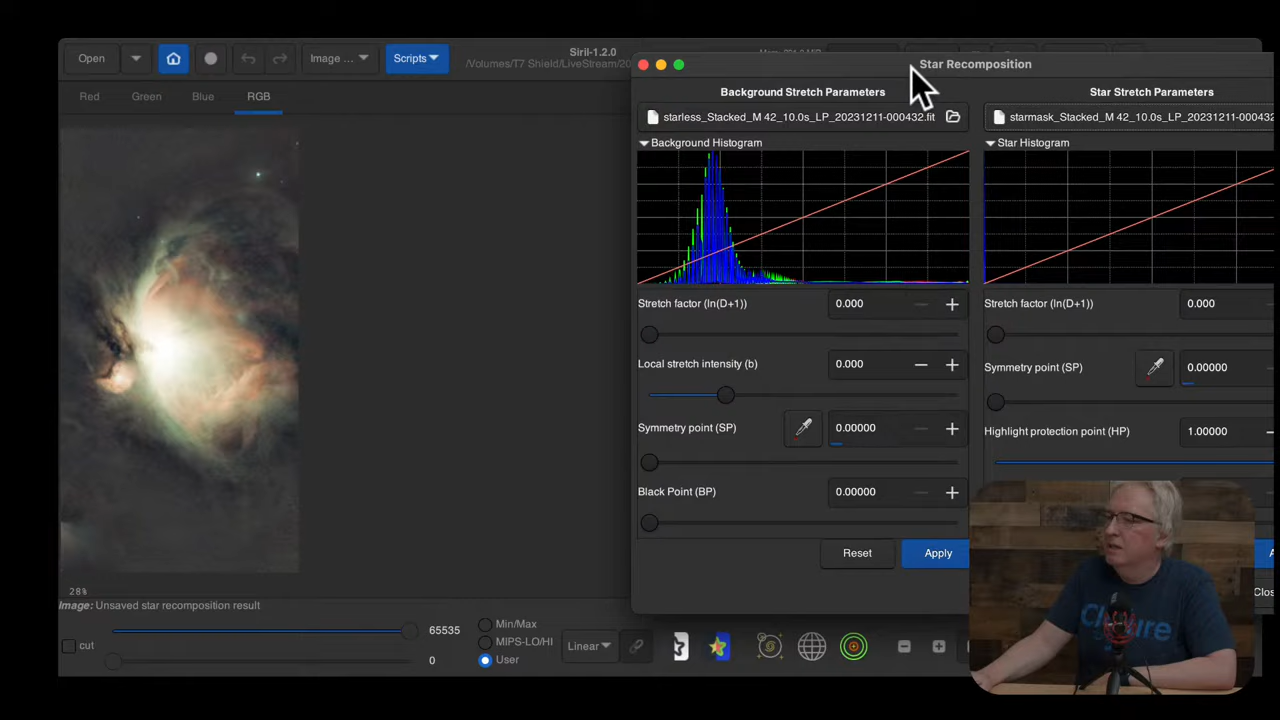 Siril-1.2.0
Open
Image ...
Scripts
/Volumes/T7 Shield/LiveStream/20
Red
Green
Blue
RGB
28%
Image: Unsaved star recomposition result
cut
65535
0
Min/Max
MIPS-LO/HI
User
Linear
Star Recomposition
Background Stretch Parameters
starless_Stacked_M 42_10.0s_LP_20231211-000432.fit
Background Histogram
Stretch factor (ln(D+1))
0.000
Local stretch intensity (b)
0.000
Symmetry point (SP)
0.00000
Black Point (BP)
0.00000
Reset
Apply
Star Stretch Parameters
starmask_Stacked_M 42_10.0s_LP_20231211-000432
Star Histogram
Stretch factor (ln(D+1))
0.000
Symmetry point (SP)
0.00000
Highlight protection point (HP)
1.00000
A
Clos